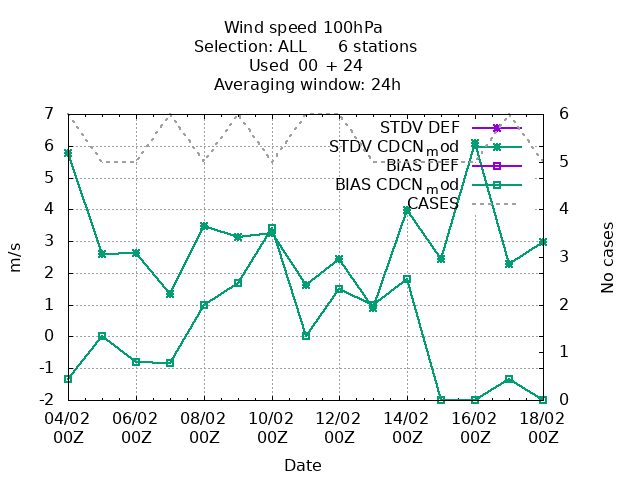 Wind speed 100hPa
Selection: ALL      6 stations
Used  00  + 24
Averaging window: 24h
7
6
5
4
3
2
1
0
-1
-2
m/s
STDV DEF
STDV CDCNmod
BIAS DEF
BIAS CDCNmod
CASES
6
5
4
3
2
1
0
No cases
04/02 06/02 08/02 10/02 12/02 14/02 16/02 18/02
00Z 00Z 00Z 00Z 00Z 00Z 00Z 00Z
Date